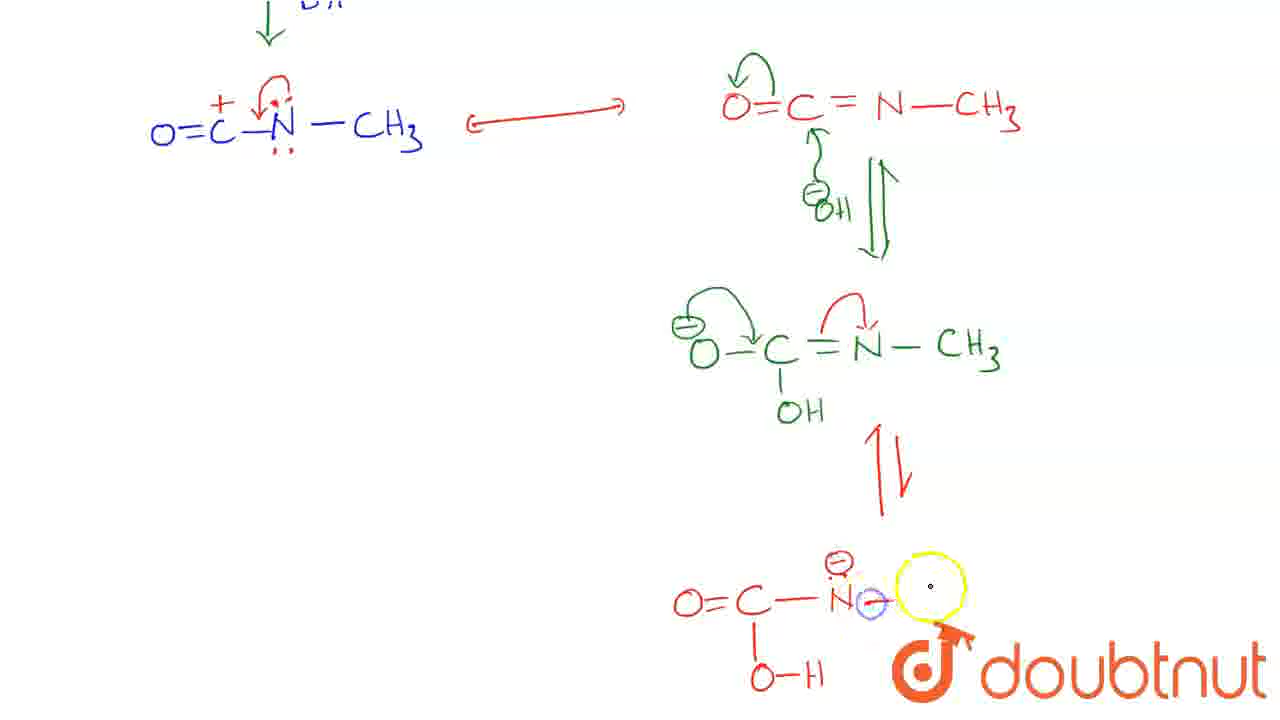 O=C⁺–N̈–CH3 ⟷ O=C=N–CH3
⊖OH
⊖O–C=N–CH3
OH
⊖
O=C–N–
O–H
doubtnut